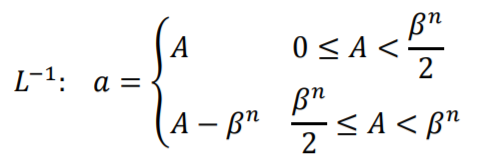 L⁻¹: a = { A    0 ≤ A < βⁿ/2
A − βⁿ    βⁿ/2 ≤ A < βⁿ